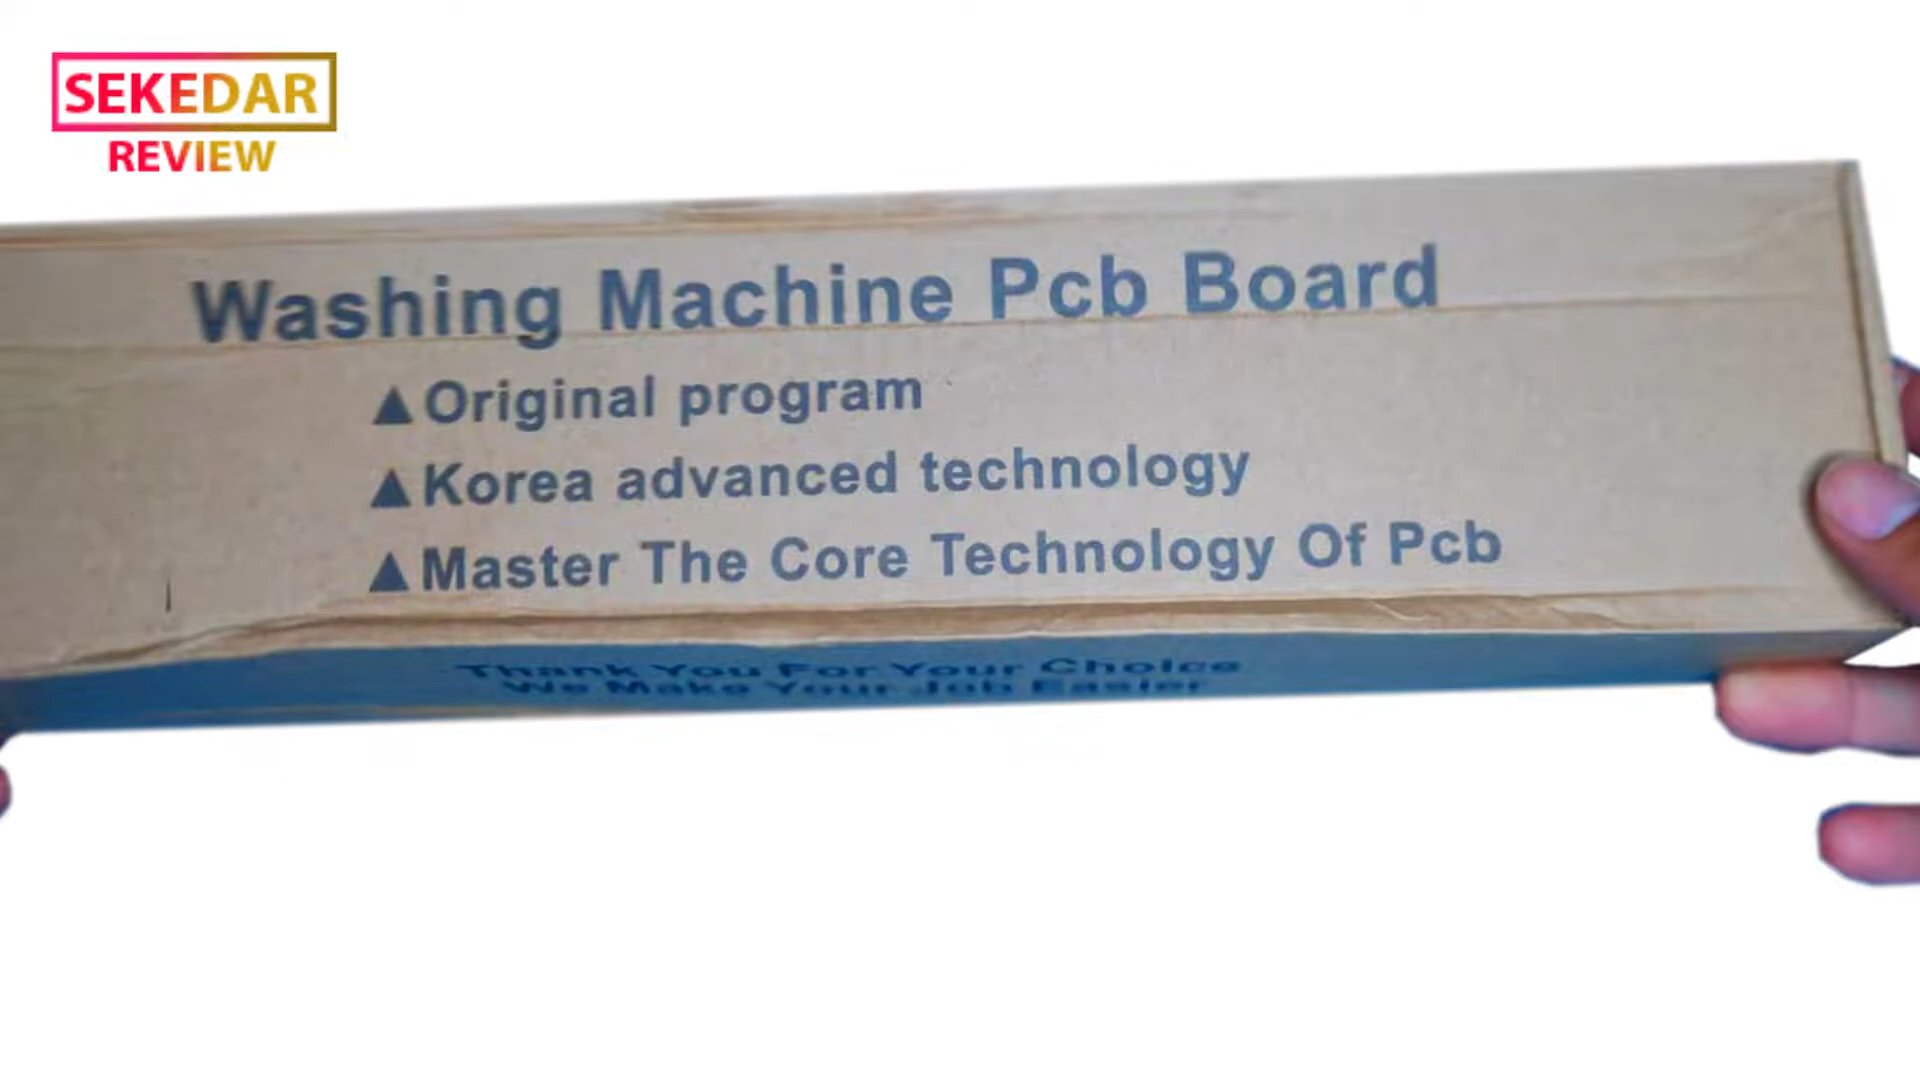 SEKEDAR
REVIEW
Washing Machine Pcb Board
▲Original program
▲Korea advanced technology
▲Master The Core Technology Of Pcb
Thank You For Your Choice
We Make Your Job Easier